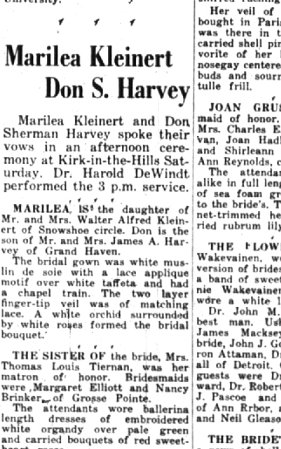 University.
Marilea Kleinert
Don S. Harvey
Marilea Kleinert and Don
Sherman Harvey spoke their
vows in an afternoon cere-
mony at Kirk-in-the-Hills Sat-
urday. Dr. Harold DeWindt
performed the 3 p.m. service.
MARILEA IS the daughter of
Mr. and Mrs. Walter Alfred Klein-
ert of Snowshoe circle. Don is the
son of Mr. and Mrs. James A. Har-
vey of Grand Haven.
The bridal gown was white mus-
lin de soie with a lace applique
motif over white taffeta and had
a chapel train. The two layer
finger-tip veil was of matching
lace. A white orchid surrounded
by white roses formed the bridal
bouquet.
THE SISTER OF the bride, Mrs.
Thomas Louis Tiernan, was her
matron of honor. Bridesmaids
were Margaret Elliott and Nancy
Brinker of Grosse Pointe.
The attendants wore ballerina
length dresses of embroidered
white organdy over pale green
and carried bouquets of red sweet-
Her veil of
bought in Paris
was there in t
carried shell pin
vorite of her
nosegay centere
buds and sourr
tulle frill.
JOAN GRUS
maid of honor.
Mrs. Charles E.
van, Joan Had
and Shirleann
Ann Reynolds, c
The attendan
alike in full len
of sea foam gr
to the bride's. T
net-trimmed he
ried rubrum lily
THE FLOW
Wakevainen, w
version of brides
a band of sweet
nie Wakevainen
wore a white l
Dr. John M.
best man. Ush
James Macksey
bride, John J. Go
ron Attaman, D
all of Detroit.
guests were D
ward, Dr. Robert
J. Pascoe and
of Ann Rrbor, a
and Neil Gleaso
THE BRIDE'